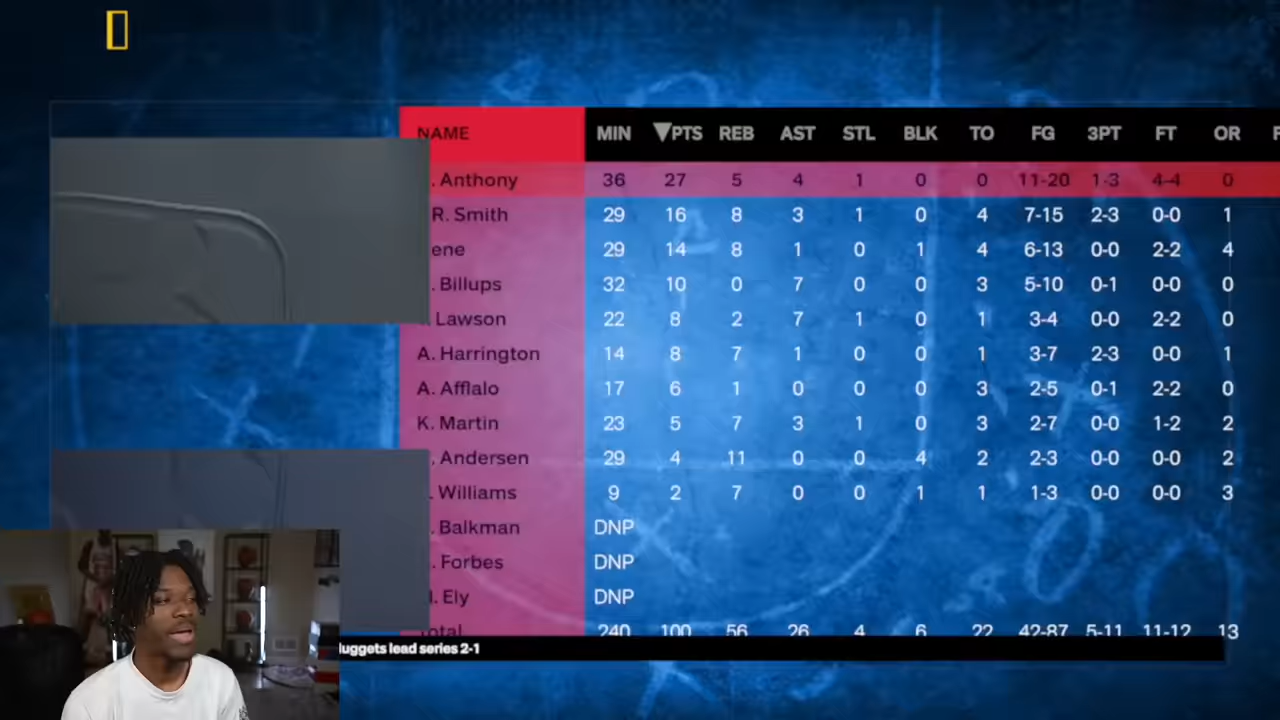 NAME MIN ▼PTS REB AST STL BLK TO FG 3PT FT OR
. Anthony 36 27 5 4 1 0 0 11-20 1-3 4-4 0
R. Smith 29 16 8 3 1 0 4 7-15 2-3 0-0 1
ene 29 14 8 1 0 1 4 6-13 0-0 2-2 4
. Billups 32 10 0 7 0 0 3 5-10 0-1 0-0 0
. Lawson 22 8 2 7 1 0 1 3-4 0-0 2-2 0
A. Harrington 14 8 7 1 0 0 1 3-7 2-3 0-0 1
A. Afflalo 17 6 1 0 0 0 3 2-5 0-1 2-2 0
K. Martin 23 5 7 3 1 0 3 2-7 0-0 1-2 2
. Andersen 29 4 11 0 0 4 2 2-3 0-0 0-0 2
. Williams 9 2 7 0 0 1 1 1-3 0-0 0-0 3
. Balkman DNP
. Forbes DNP
. Ely DNP
Total 240 100 56 26 4 6 22 42-87 5-11 11-12 13
Nuggets lead series 2-1